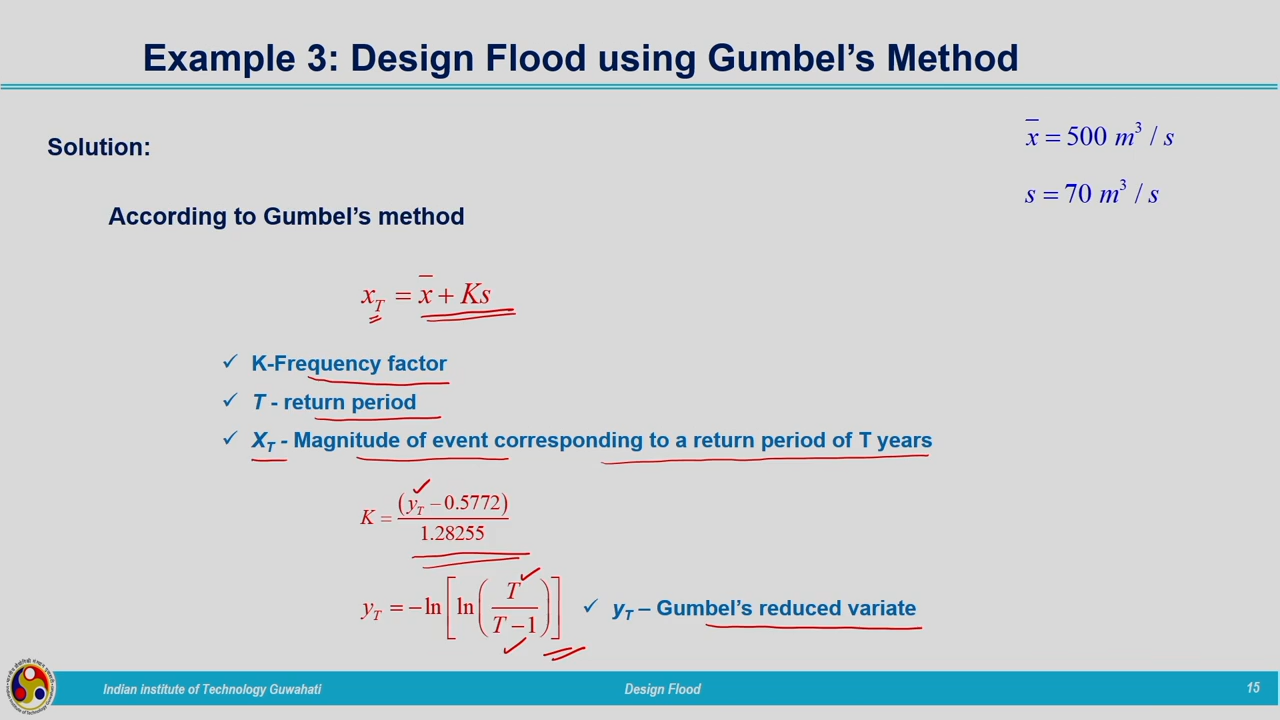 Example 3: Design Flood using Gumbel's Method
x̄ = 500 m³ / s
Solution:
s = 70 m³ / s
According to Gumbel's method
x_T = x̄ + Ks
✓ K-Frequency factor
✓ T - return period
✓ X_T - Magnitude of event corresponding to a return period of T years
K = (y_T − 0.5772) / 1.28255
y_T = −ln[ln(T / (T − 1))] ✓ y_T – Gumbel's reduced variate
Indian institute of Technology Guwahati Design Flood 15